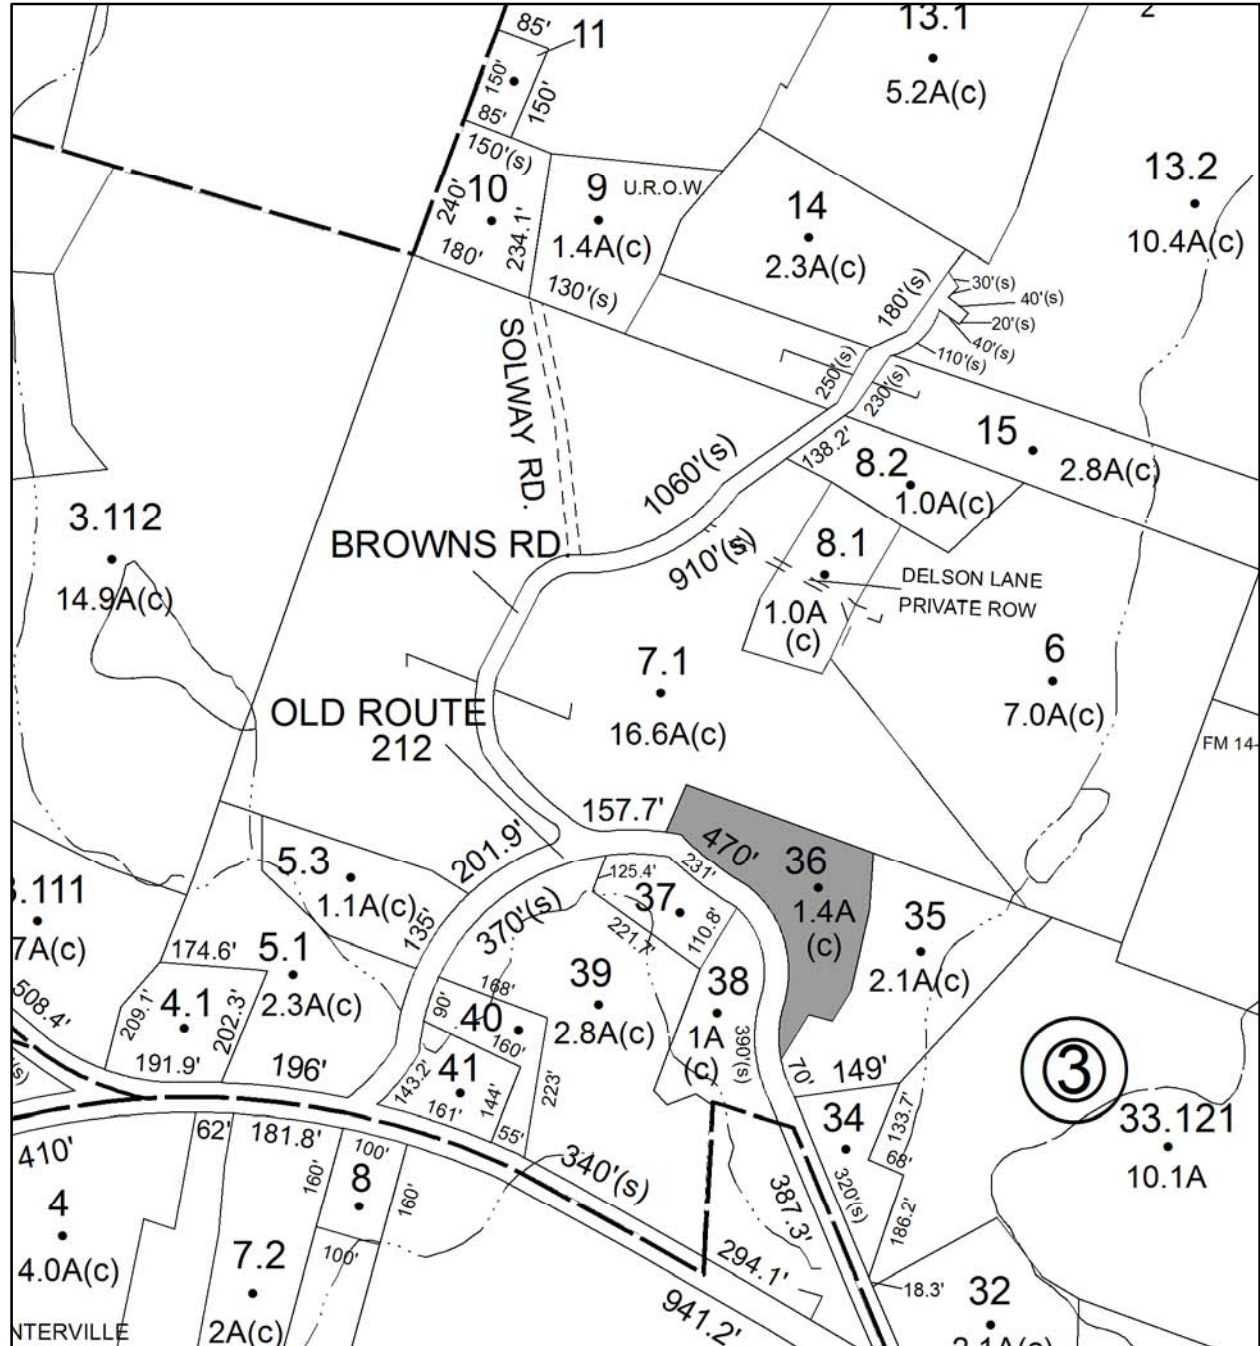 85'
11
13.1
5.2A(c)
150'
150'
85'
150'(s)
10
240'
234.1'
180'
9
U.R.O.W.
1.4A(c)
130'(s)
14
2.3A(c)
13.2
10.4A(c)
180'(s)
30'(s)
40'(s)
20'(s)
40'(s)
110'(s)
250'(s)
230'(s)
SOLWAY RD.
15
2.8A(c)
138.2'
8.2
1.0A(c)
1060'(s)
3.112
14.9A(c)
BROWNS RD.
910'(s)
8.1
1.0A
(c)
DELSON LANE
PRIVATE ROW
7.1
16.6A(c)
6
7.0A(c)
OLD ROUTE
212
FM 14-
157.7'
470'
36
1.4A
(c)
201.9'
5.3
1.1A(c)
135'
370'(s)
125.4'
231'
37
221.7'
110.8'
35
2.1A(c)
.111
7A(c)
508.4'
174.6'
5.1
2.3A(c)
209.1'
4.1
202.3'
191.9'
196'
168'
90'
40
160'
39
2.8A(c)
38
1A
(c)
390'(s)
143.2'
41
161'
144'
223'
55'
70'
149'
3
34
133.7'
68'
320'(s)
186.2'
33.121
10.1A
410'
62'
181.8'
100'
160'
8
160'
100'
340'(s)
387.3'
4
4.0A(c)
7.2
2A(c)
294.1'
941.2'
18.3'
32
NTERVILLE